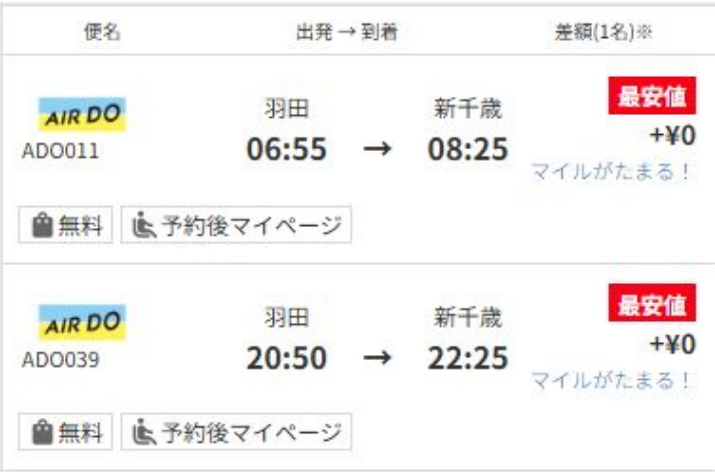 便名 出発 → 到着 差額(1名)※
AIR DO
ADO011
羽田
06:55 → 新千歳
08:25
最安値
+¥0
マイルがたまる!
無料 予約後マイページ
AIR DO
ADO039
羽田
20:50 → 新千歳
22:25
最安値
+¥0
マイルがたまる!
無料 予約後マイページ